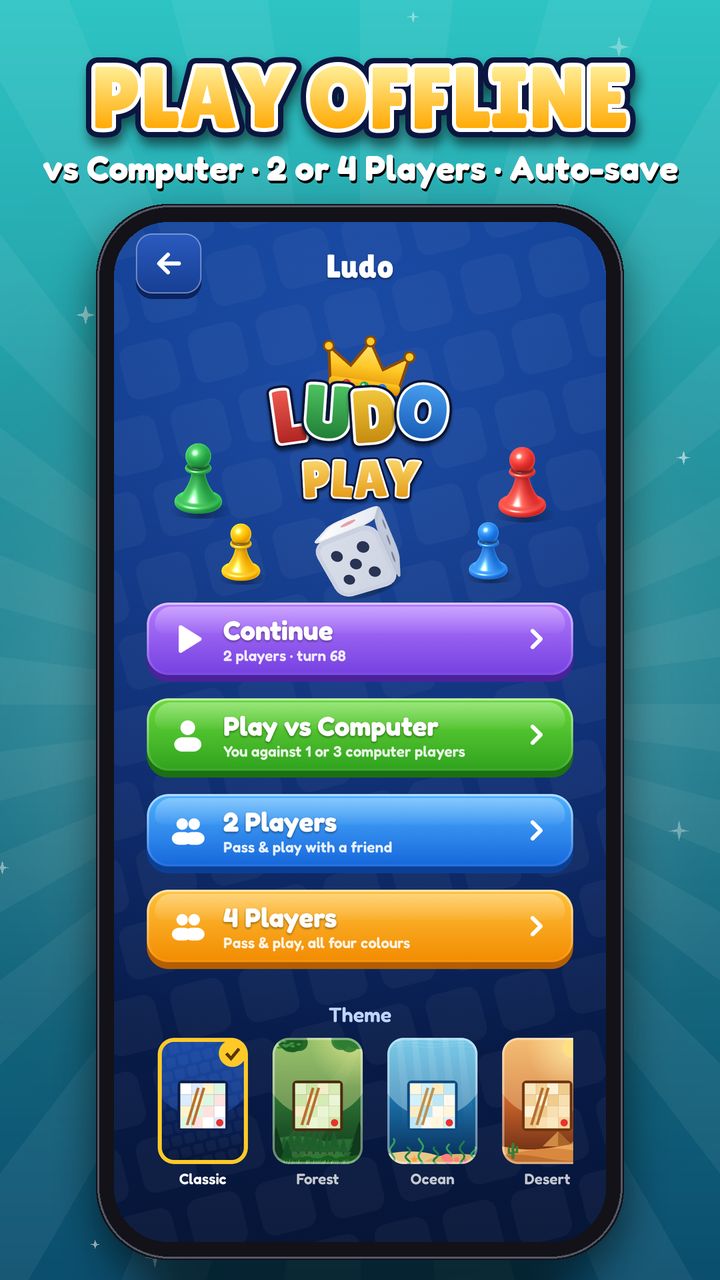 PLAY OFFLINE
vs Computer · 2 or 4 Players · Auto-save
Ludo
LUDO
PLAY
Continue
2 players · turn 68
Play vs Computer
You against 1 or 3 computer players
2 Players
Pass & play with a friend
4 Players
Pass & play, all four colours
Theme
Classic
Forest
Ocean
Desert